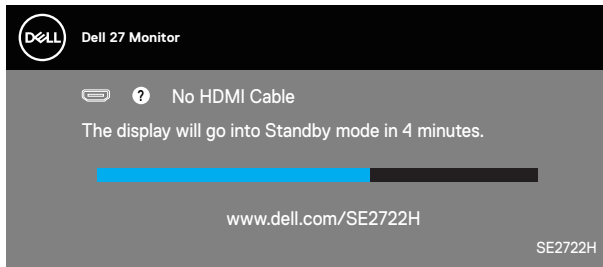 DELL
Dell 27 Monitor
? No HDMI Cable
The display will go into Standby mode in 4 minutes.
www.dell.com/SE2722H
SE2722H